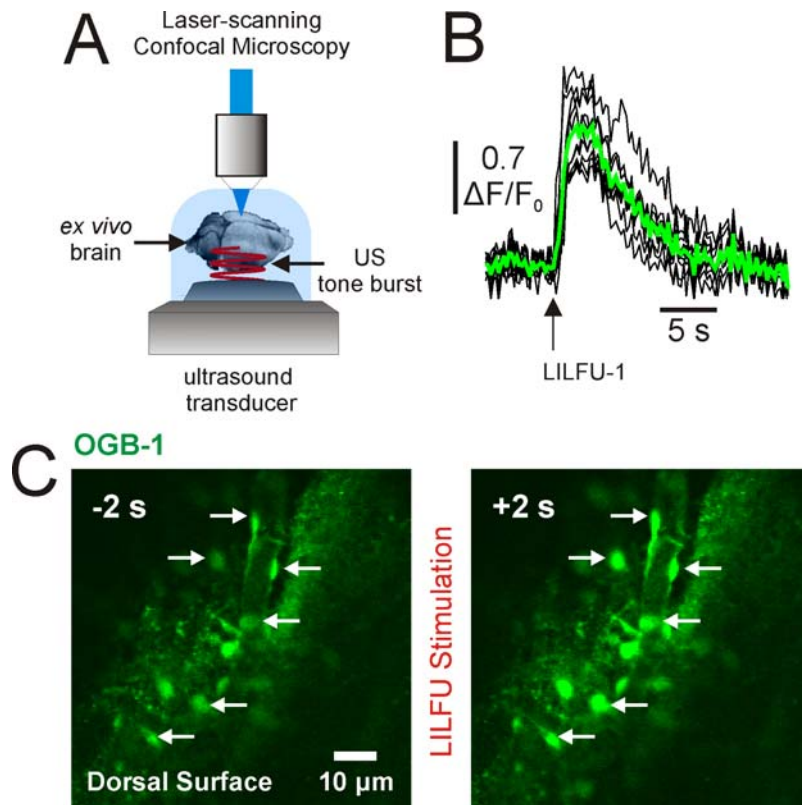 A
Laser-scanning
Confocal Microscopy
ex vivo
brain
US
tone burst
ultrasound
transducer
B
0.7
ΔF/F₀
5 s
LILFU-1
C
OGB-1
-2 s
Dorsal Surface
10 µm
LILFU Stimulation
+2 s